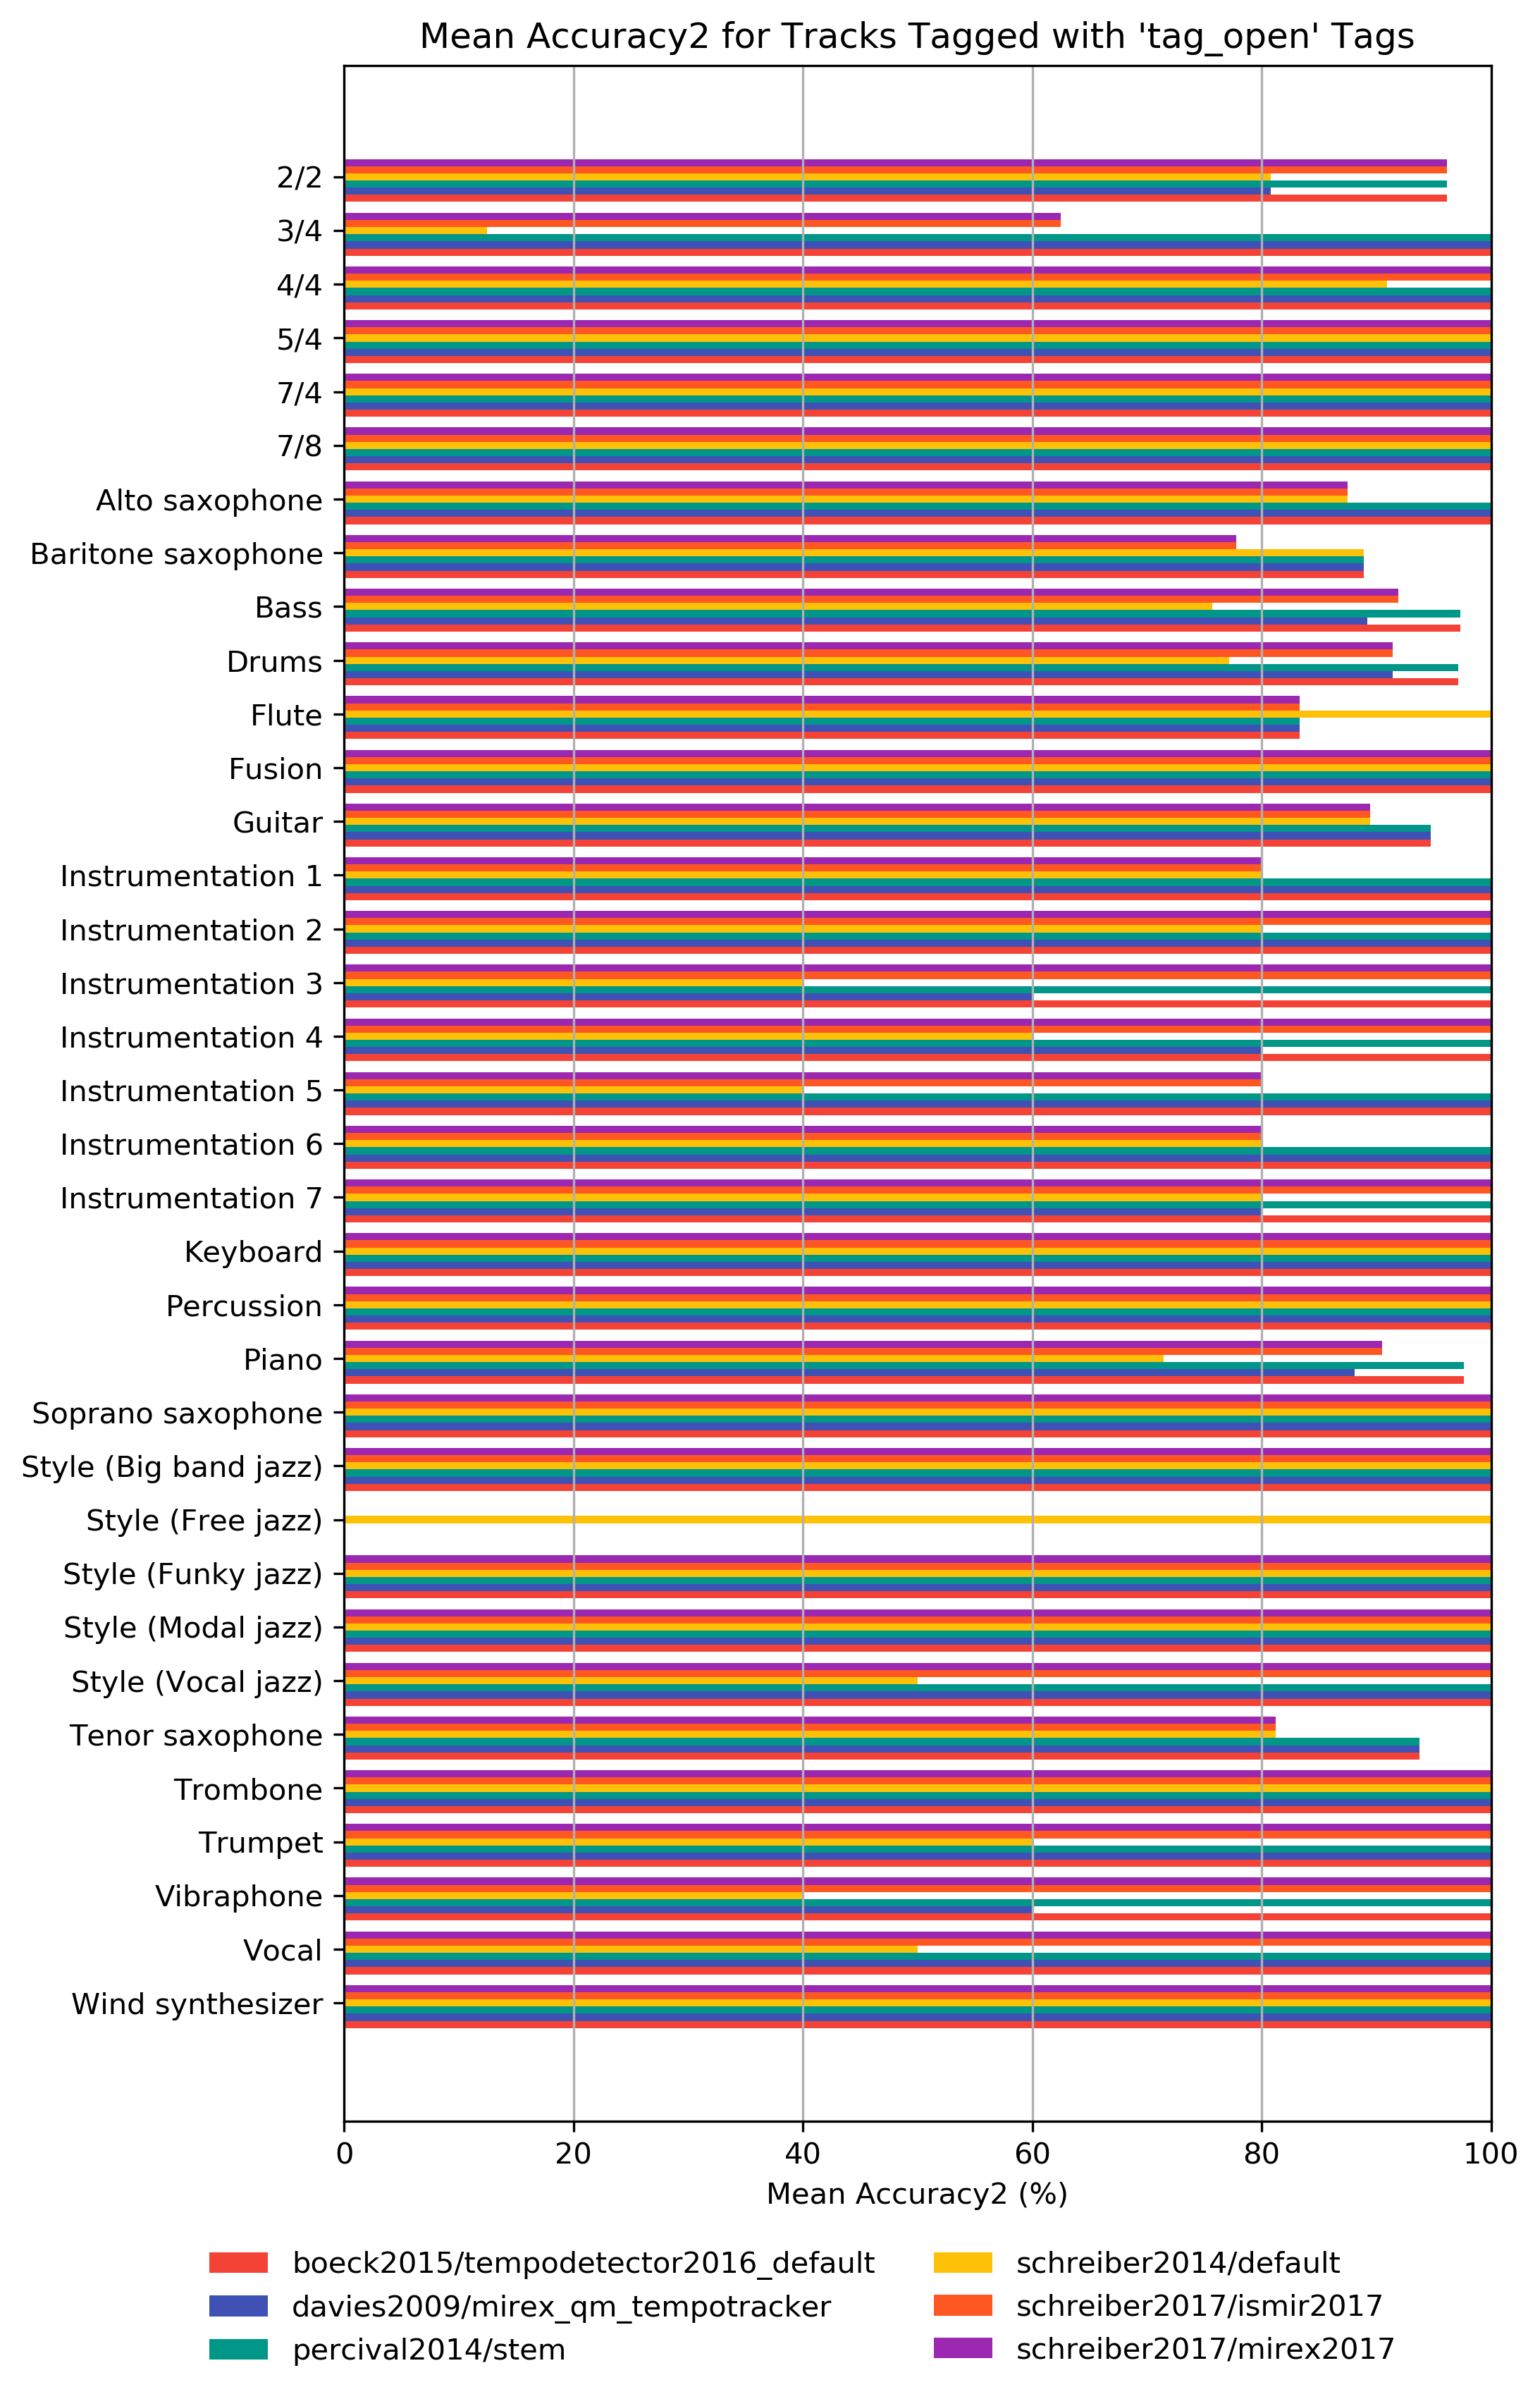 Mean Accuracy2 for Tracks Tagged with 'tag_open' Tags
2/2
3/4
4/4
5/4
7/4
7/8
Alto saxophone
Baritone saxophone
Bass
Drums
Flute
Fusion
Guitar
Instrumentation 1
Instrumentation 2
Instrumentation 3
Instrumentation 4
Instrumentation 5
Instrumentation 6
Instrumentation 7
Keyboard
Percussion
Piano
Soprano saxophone
Style (Big band jazz)
Style (Free jazz)
Style (Funky jazz)
Style (Modal jazz)
Style (Vocal jazz)
Tenor saxophone
Trombone
Trumpet
Vibraphone
Vocal
Wind synthesizer
0 20 40 60 80 100
Mean Accuracy2 (%)
boeck2015/tempodetector2016_default
davies2009/mirex_qm_tempotracker
percival2014/stem
schreiber2014/default
schreiber2017/ismir2017
schreiber2017/mirex2017